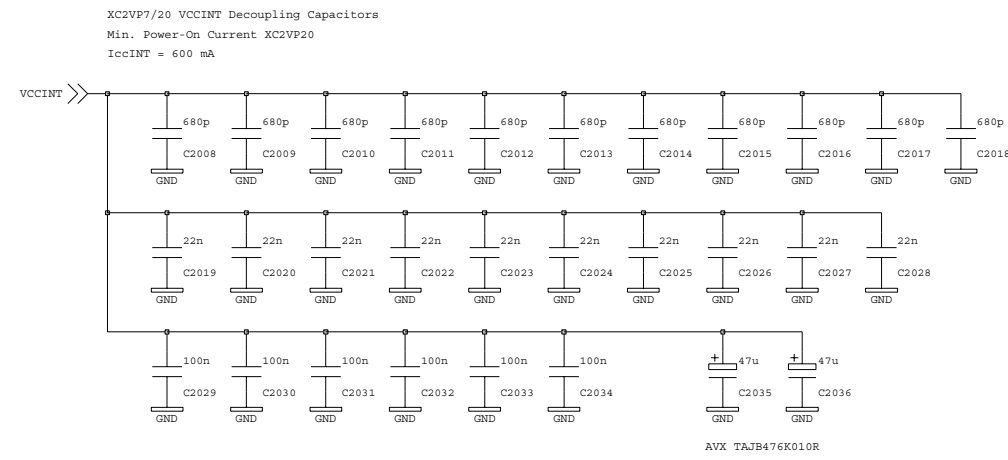 XC2VP7/20 VCCINT Decoupling Capacitors
Min. Power-On Current XC2VP20
IccINT = 600 mA
VCCINT
680p 680p 680p 680p 680p 680p 680p 680p 680p 680p 680p
C2008 C2009 C2010 C2011 C2012 C2013 C2014 C2015 C2016 C2017 C2018
GND GND GND GND GND GND GND GND GND GND GND
22n 22n 22n 22n 22n 22n 22n 22n 22n 22n
C2019 C2020 C2021 C2022 C2023 C2024 C2025 C2026 C2027 C2028
GND GND GND GND GND GND GND GND GND GND
100n 100n 100n 100n 100n 100n + 47u + 47u
C2029 C2030 C2031 C2032 C2033 C2034 C2035 C2036
GND GND GND GND GND GND GND GND
AVX TAJB476K010R